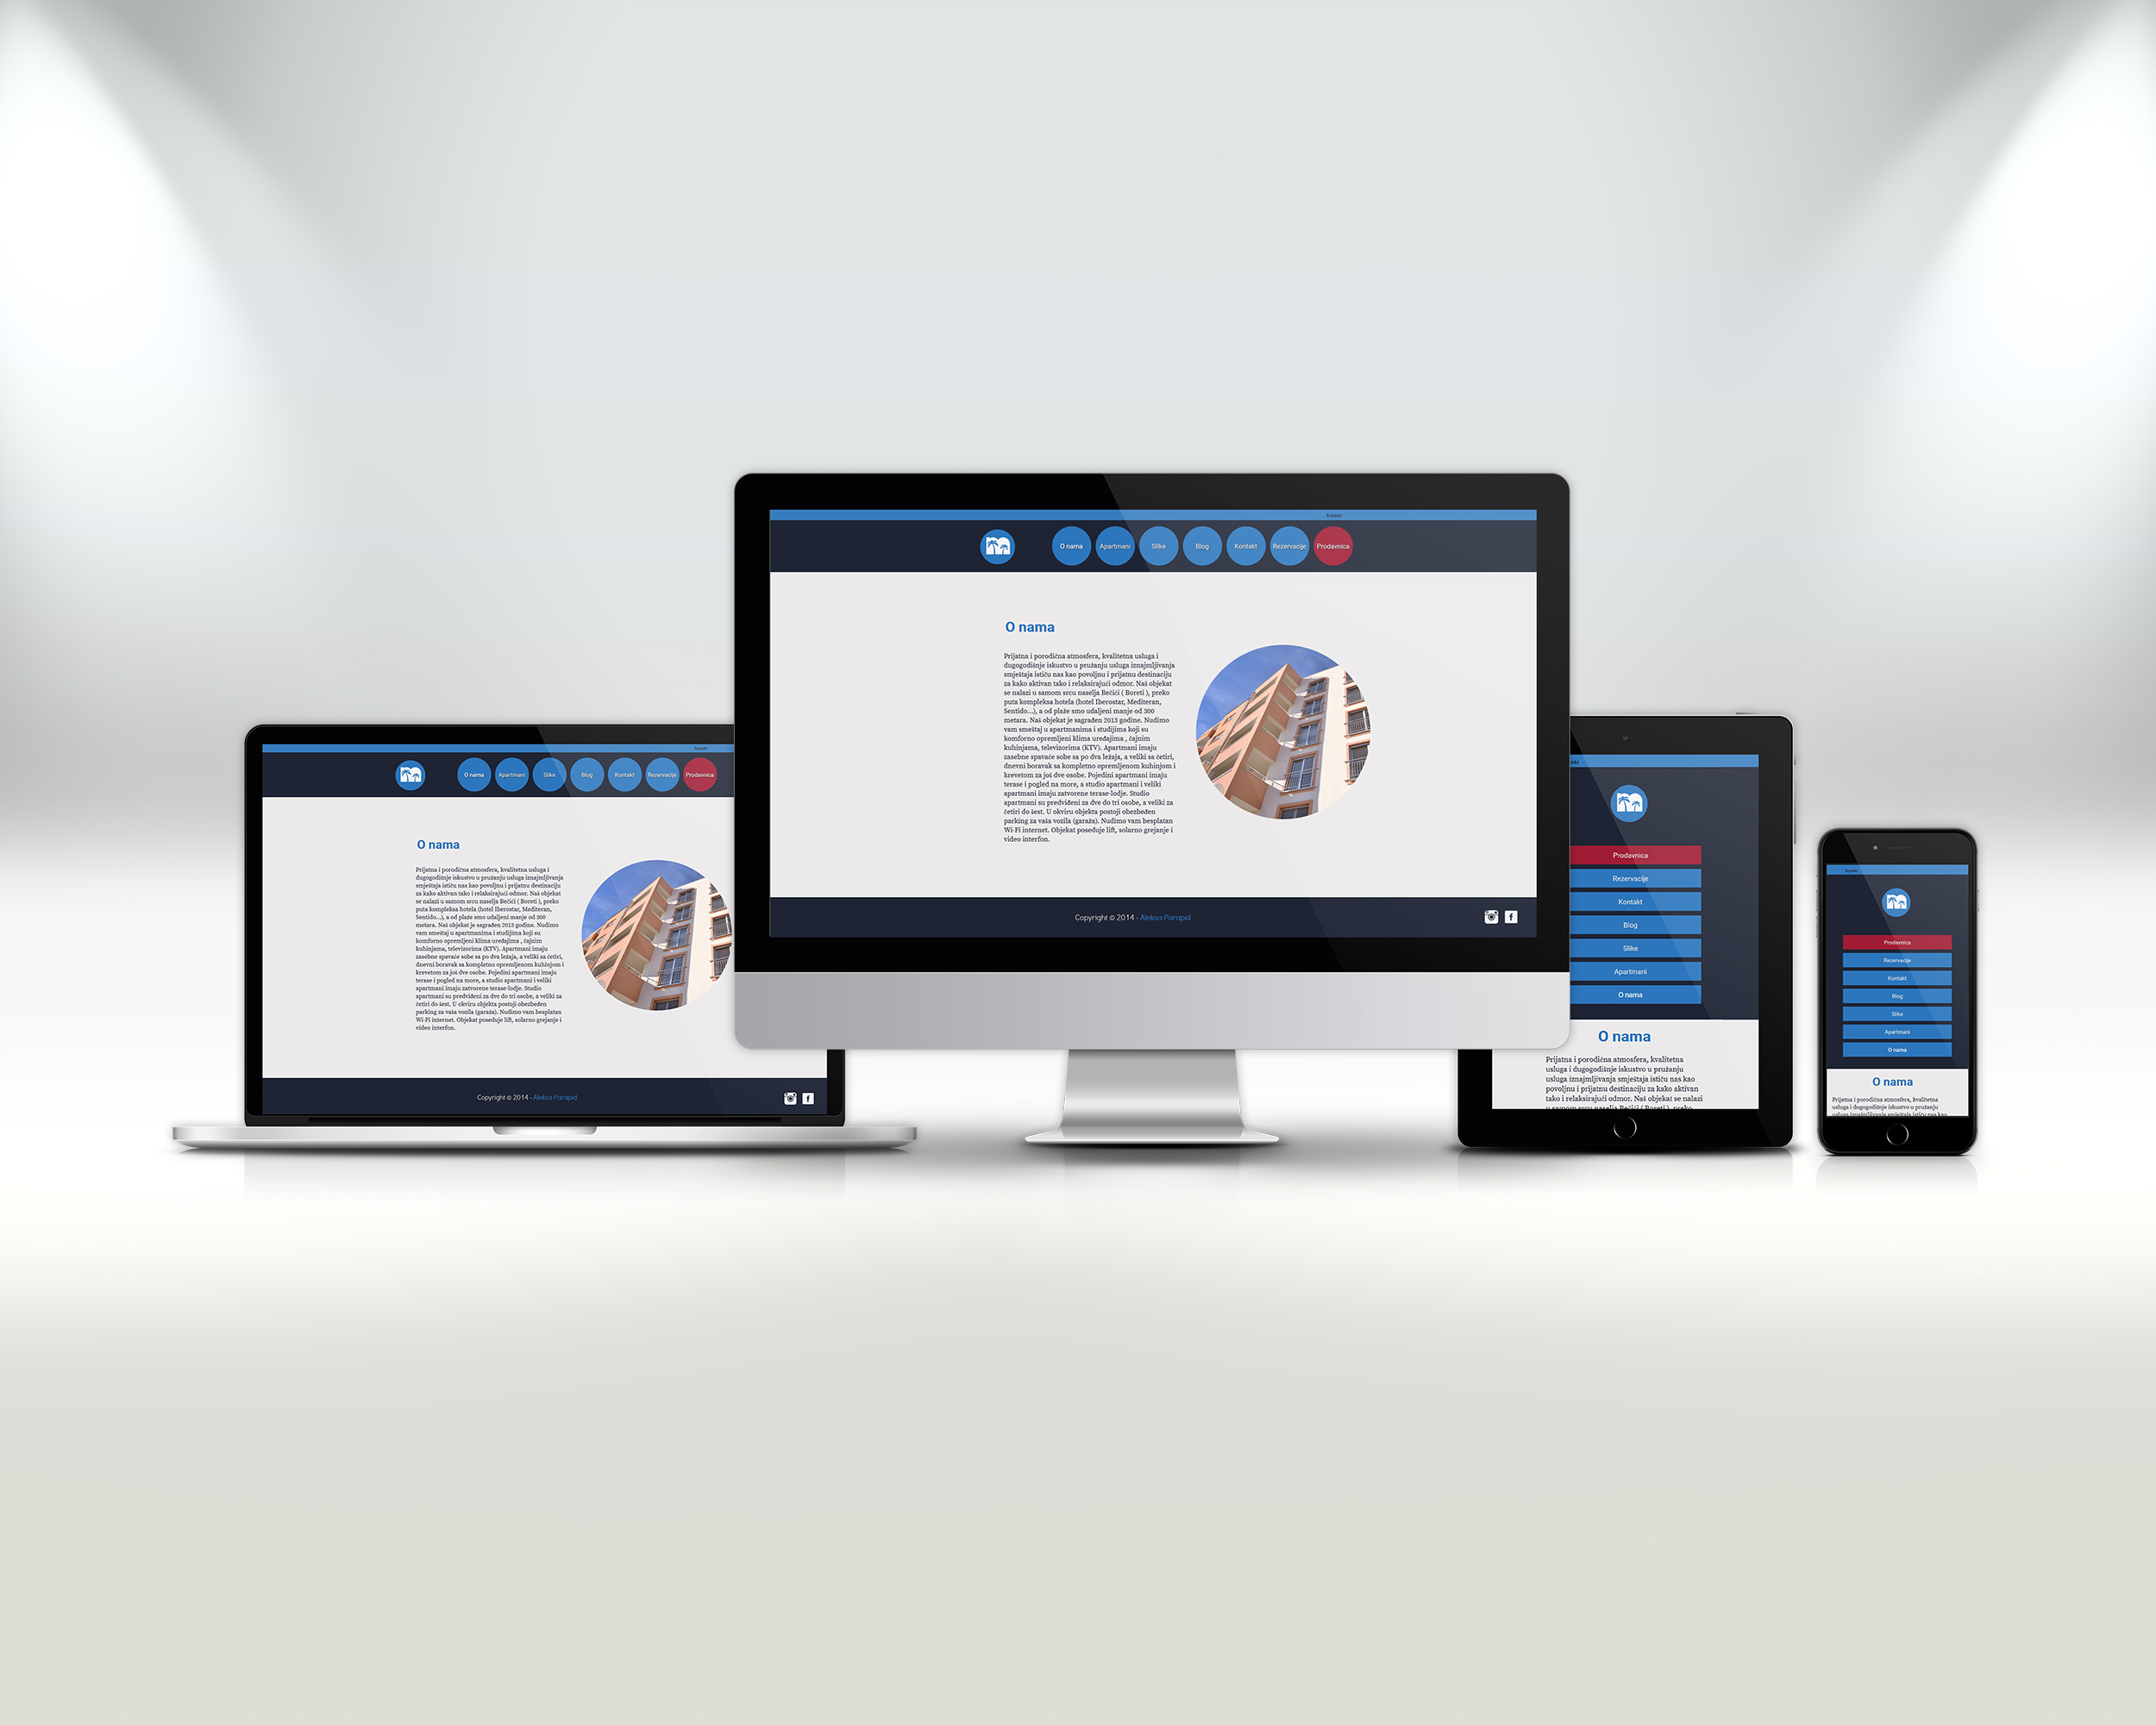 Srpski
O nama
Apartmani
Slike
Blog
Kontakt
Rezervacije
Prodavnica
O nama
Prijatna i porodična atmosfera, kvalitetna usluga i
dugogodišnje iskustvo u pružanju usluga iznajmljivanja
smještaja ističu nas kao povoljnu i prijatnu destinaciju
za kako aktivan tako i relaksirajući odmor. Naš objekat
se nalazi u samom srcu naselja Bečići ( Boreti ), preko
puta kompleksa hotela (hotel Iberostar, Mediteran,
Sentido...), a od plaže smo udaljeni manje od 300
metara. Naš objekat je sagrađen 2013 godine. Nudimo
vam smeštaj u apartmanima i studijima koji su
komforno opremljeni klima uređajima , čajnim
kuhinjama, televizorima (KTV). Apartmani imaju
zasebne spavaće sobe sa po dva ležaja, a veliki sa četiri,
dnevni boravak sa kompletno opremljenom kuhinjom i
krevetom za još dve osobe. Pojedini apartmani imaju
terase i pogled na more, a studio apartmani i veliki
apartmani imaju zatvorene terase-lodje. Studio
apartmani su predviđeni za dve do tri osobe, a veliki za
četiri do šest. U okviru objekta postoji obezbeđen
parking za vaša vozila (garaža). Nudimo vam besplatan
Wi-Fi internet. Objekat poseduje lift, solarno grejanje i
video interfon.
Copyright © 2014 - Aleksa Parapid
Srpski
O nama
Apartmani
Slike
Blog
Kontakt
Rezervacije
Prodavnica
O nama
Prijatna i porodična atmosfera, kvalitetna usluga i
dugogodišnje iskustvo u pružanju usluga iznajmljivanja
smještaja ističu nas kao povoljnu i prijatnu destinaciju
za kako aktivan tako i relaksirajući odmor. Naš objekat
se nalazi u samom srcu naselja Bečići ( Boreti ), preko
puta kompleksa hotela (hotel Iberostar, Mediteran,
Sentido...), a od plaže smo udaljeni manje od 300
metara. Naš objekat je sagrađen 2013 godine. Nudimo
vam smeštaj u apartmanima i studijima koji su
komforno opremljeni klima uređajima , čajnim
kuhinjama, televizorima (KTV). Apartmani imaju
zasebne spavaće sobe sa po dva ležaja, a veliki sa četiri,
dnevni boravak sa kompletno opremljenom kuhinjom i
krevetom za još dve osobe. Pojedini apartmani imaju
terase i pogled na more, a studio apartmani i veliki
apartmani imaju zatvorene terase-lodje. Studio
apartmani su predviđeni za dve do tri osobe, a veliki za
četiri do šest. U okviru objekta postoji obezbeđen
parking za vaša vozila (garaža). Nudimo vam besplatan
Wi-Fi internet. Objekat poseduje lift, solarno grejanje i
video interfon.
Copyright © 2014 - Aleksa Parapid
Prodavnica
Rezervacije
Kontakt
Blog
Slike
Apartmani
O nama
O nama
Prijatna i porodična atmosfera, kvalitetna
usluga i dugogodišnje iskustvo u pružanju
usluga iznajmljivanja smještaja ističu nas kao
povoljnu i prijatnu destinaciju za kako aktivan
tako i relaksirajući odmor. Naš objekat se nalazi
u samom srcu naselja Bečići ( Boreti ), preko
Srpski
Prodavnica
Rezervacije
Kontakt
Blog
Slike
Apartmani
O nama
O nama
Prijatna i porodična atmosfera, kvalitetna
usluga i dugogodišnje iskustvo u pružanju
usluga iznajmljivanja smještaja ističu nas kao